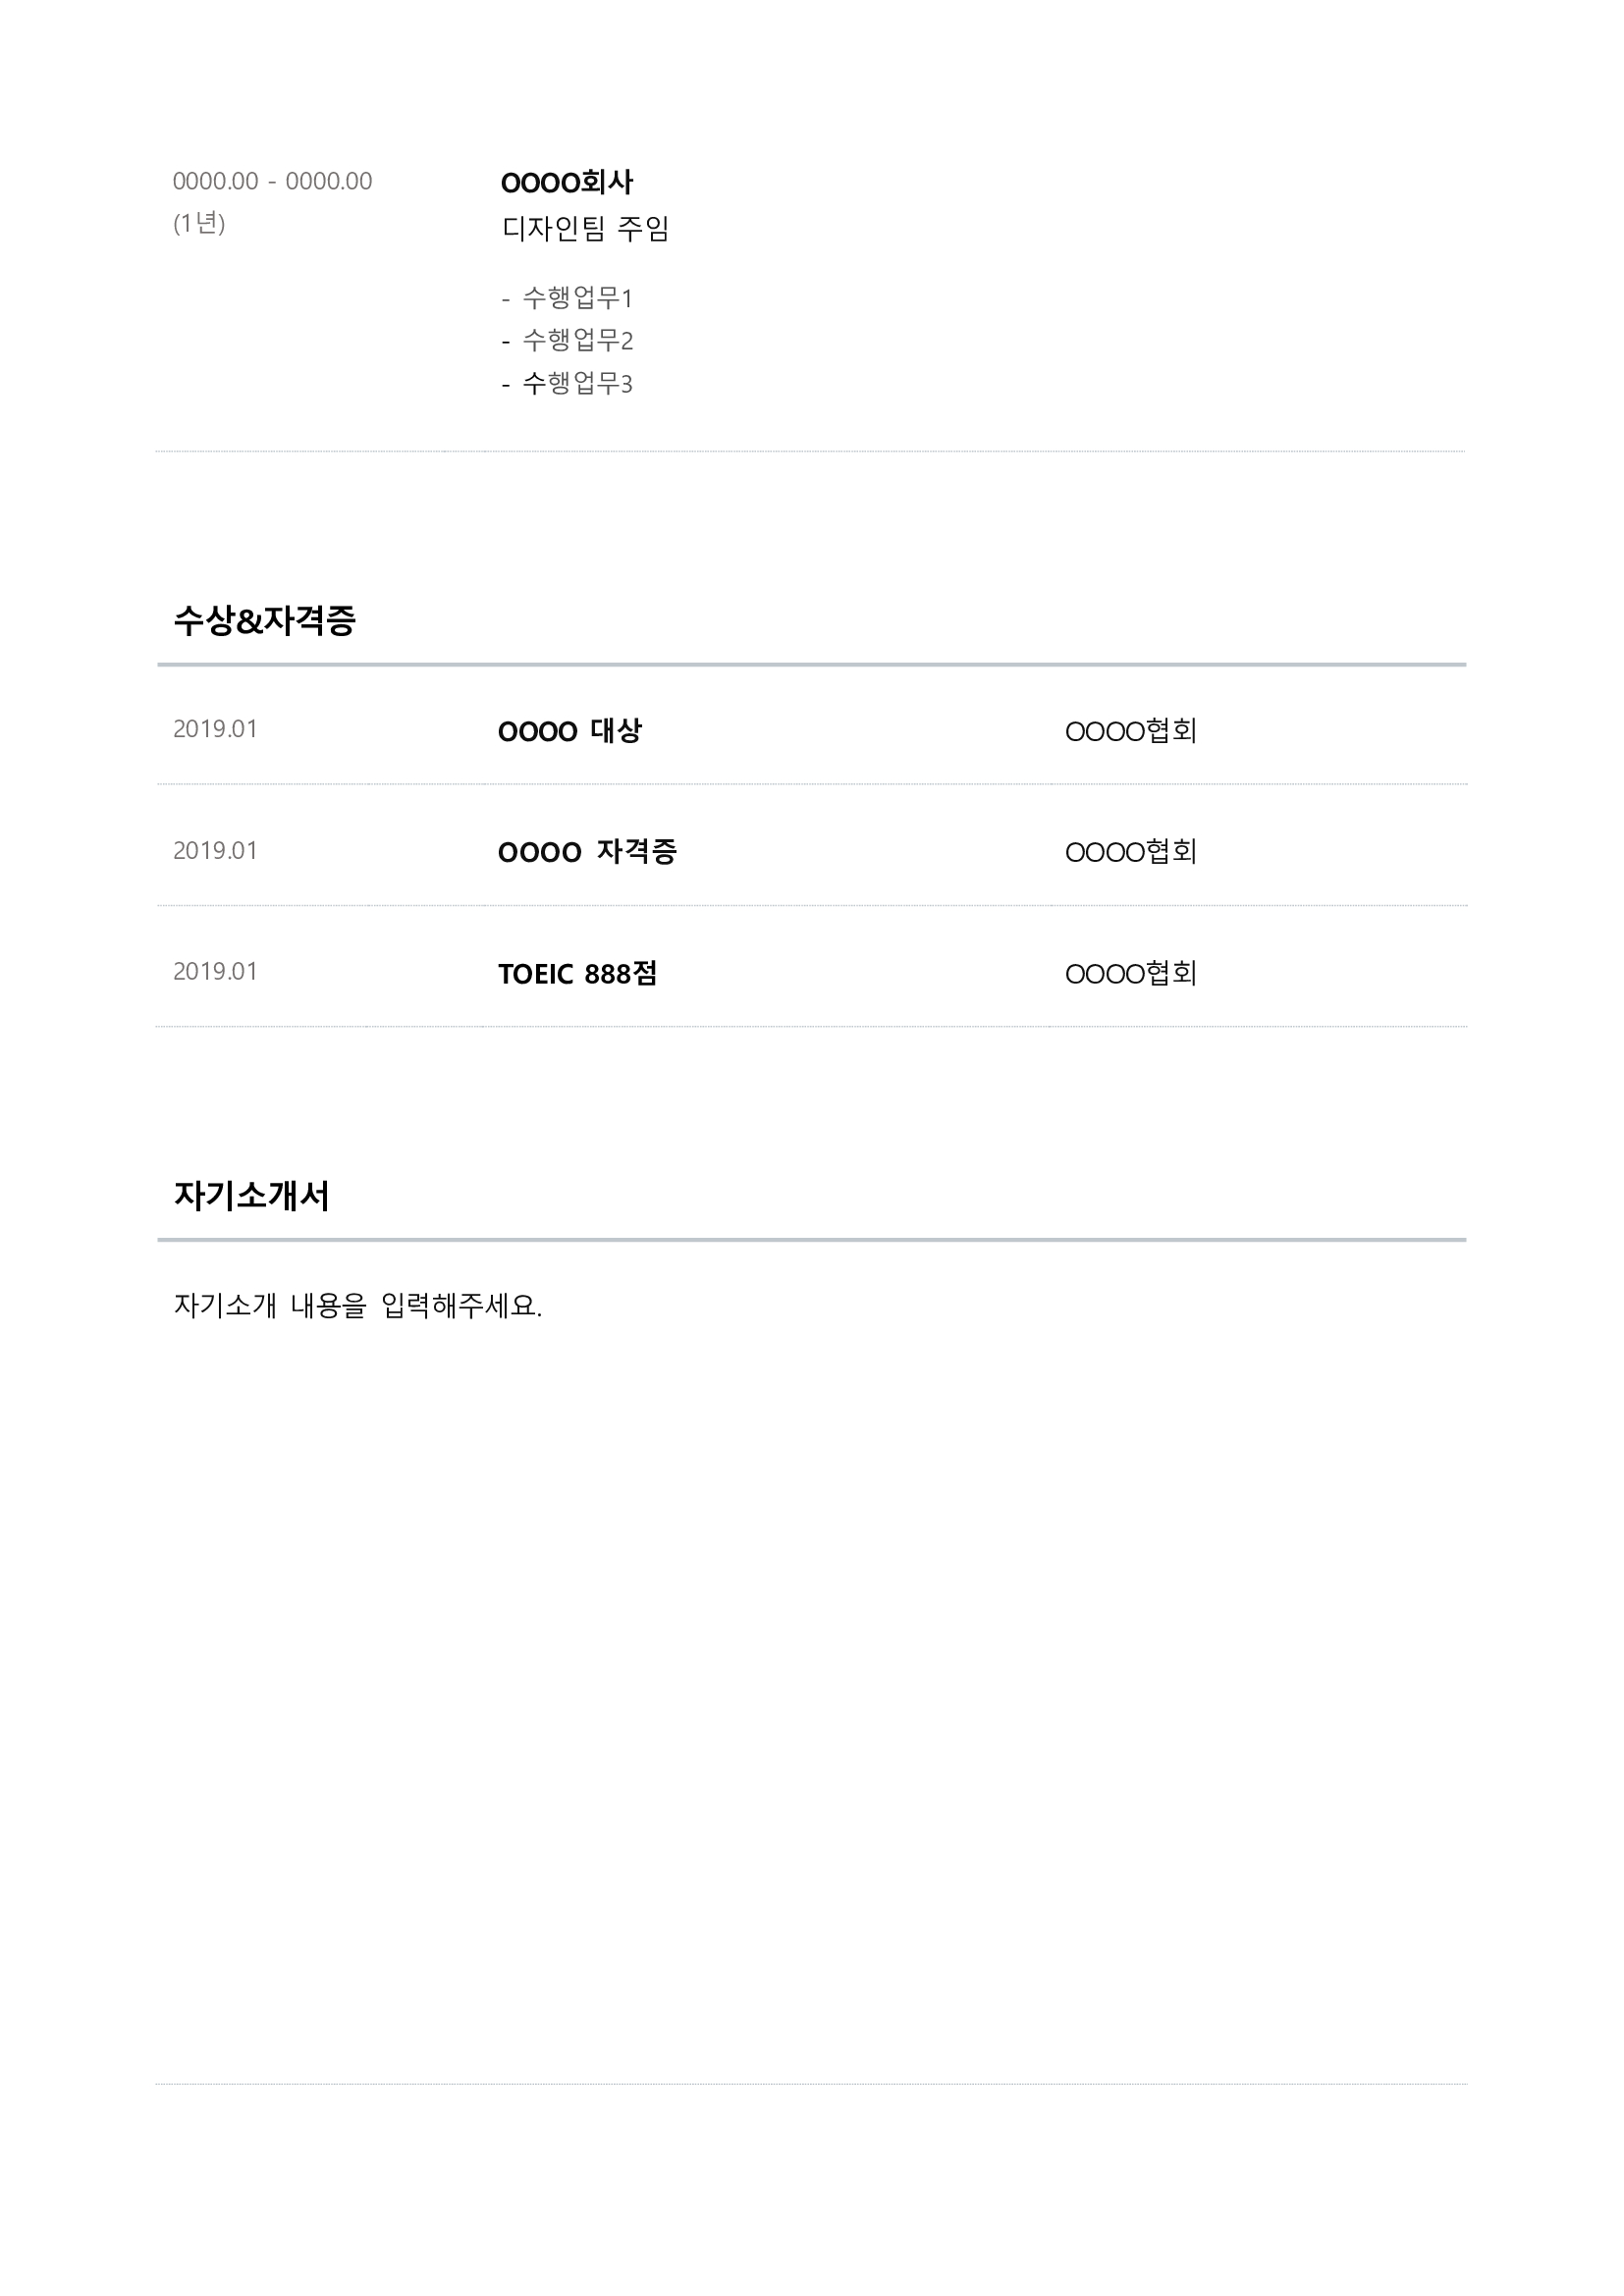 0000.00 - 0000.00
(1년)
OOOO회사
디자인팀 주임
- 수행업무1
- 수행업무2
- 수행업무3
수상&자격증
2019.01 OOOO 대상 OOOO협회
2019.01 OOOO 자격증 OOOO협회
2019.01 TOEIC 888점 OOOO협회
자기소개서
자기소개 내용을 입력해주세요.